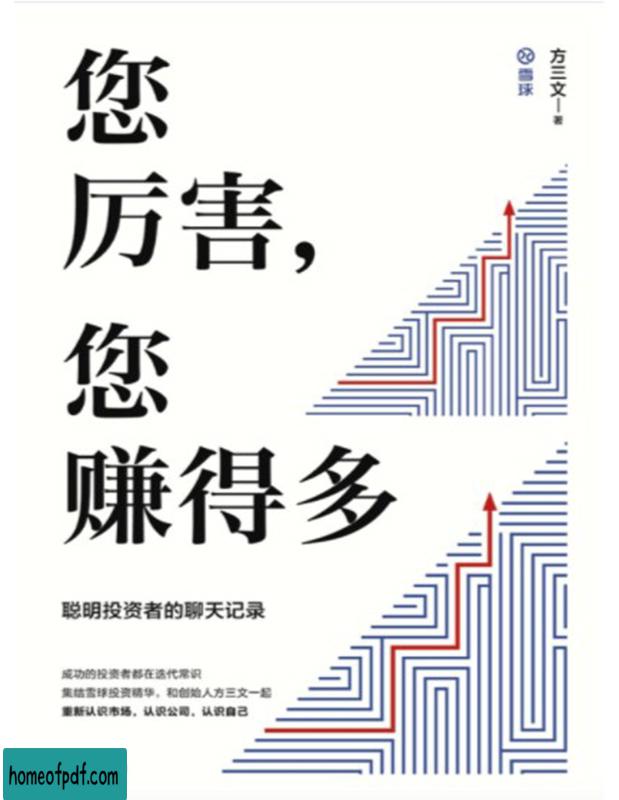 您
厉害，
您
赚得多
方三文 — 著
雪球
聪明投资者的聊天记录
成功的投资者都在迭代常识
集结雪球投资精华，和创始人方三文一起
重新认识市场、认识公司、认识自己
homeofpdf.com